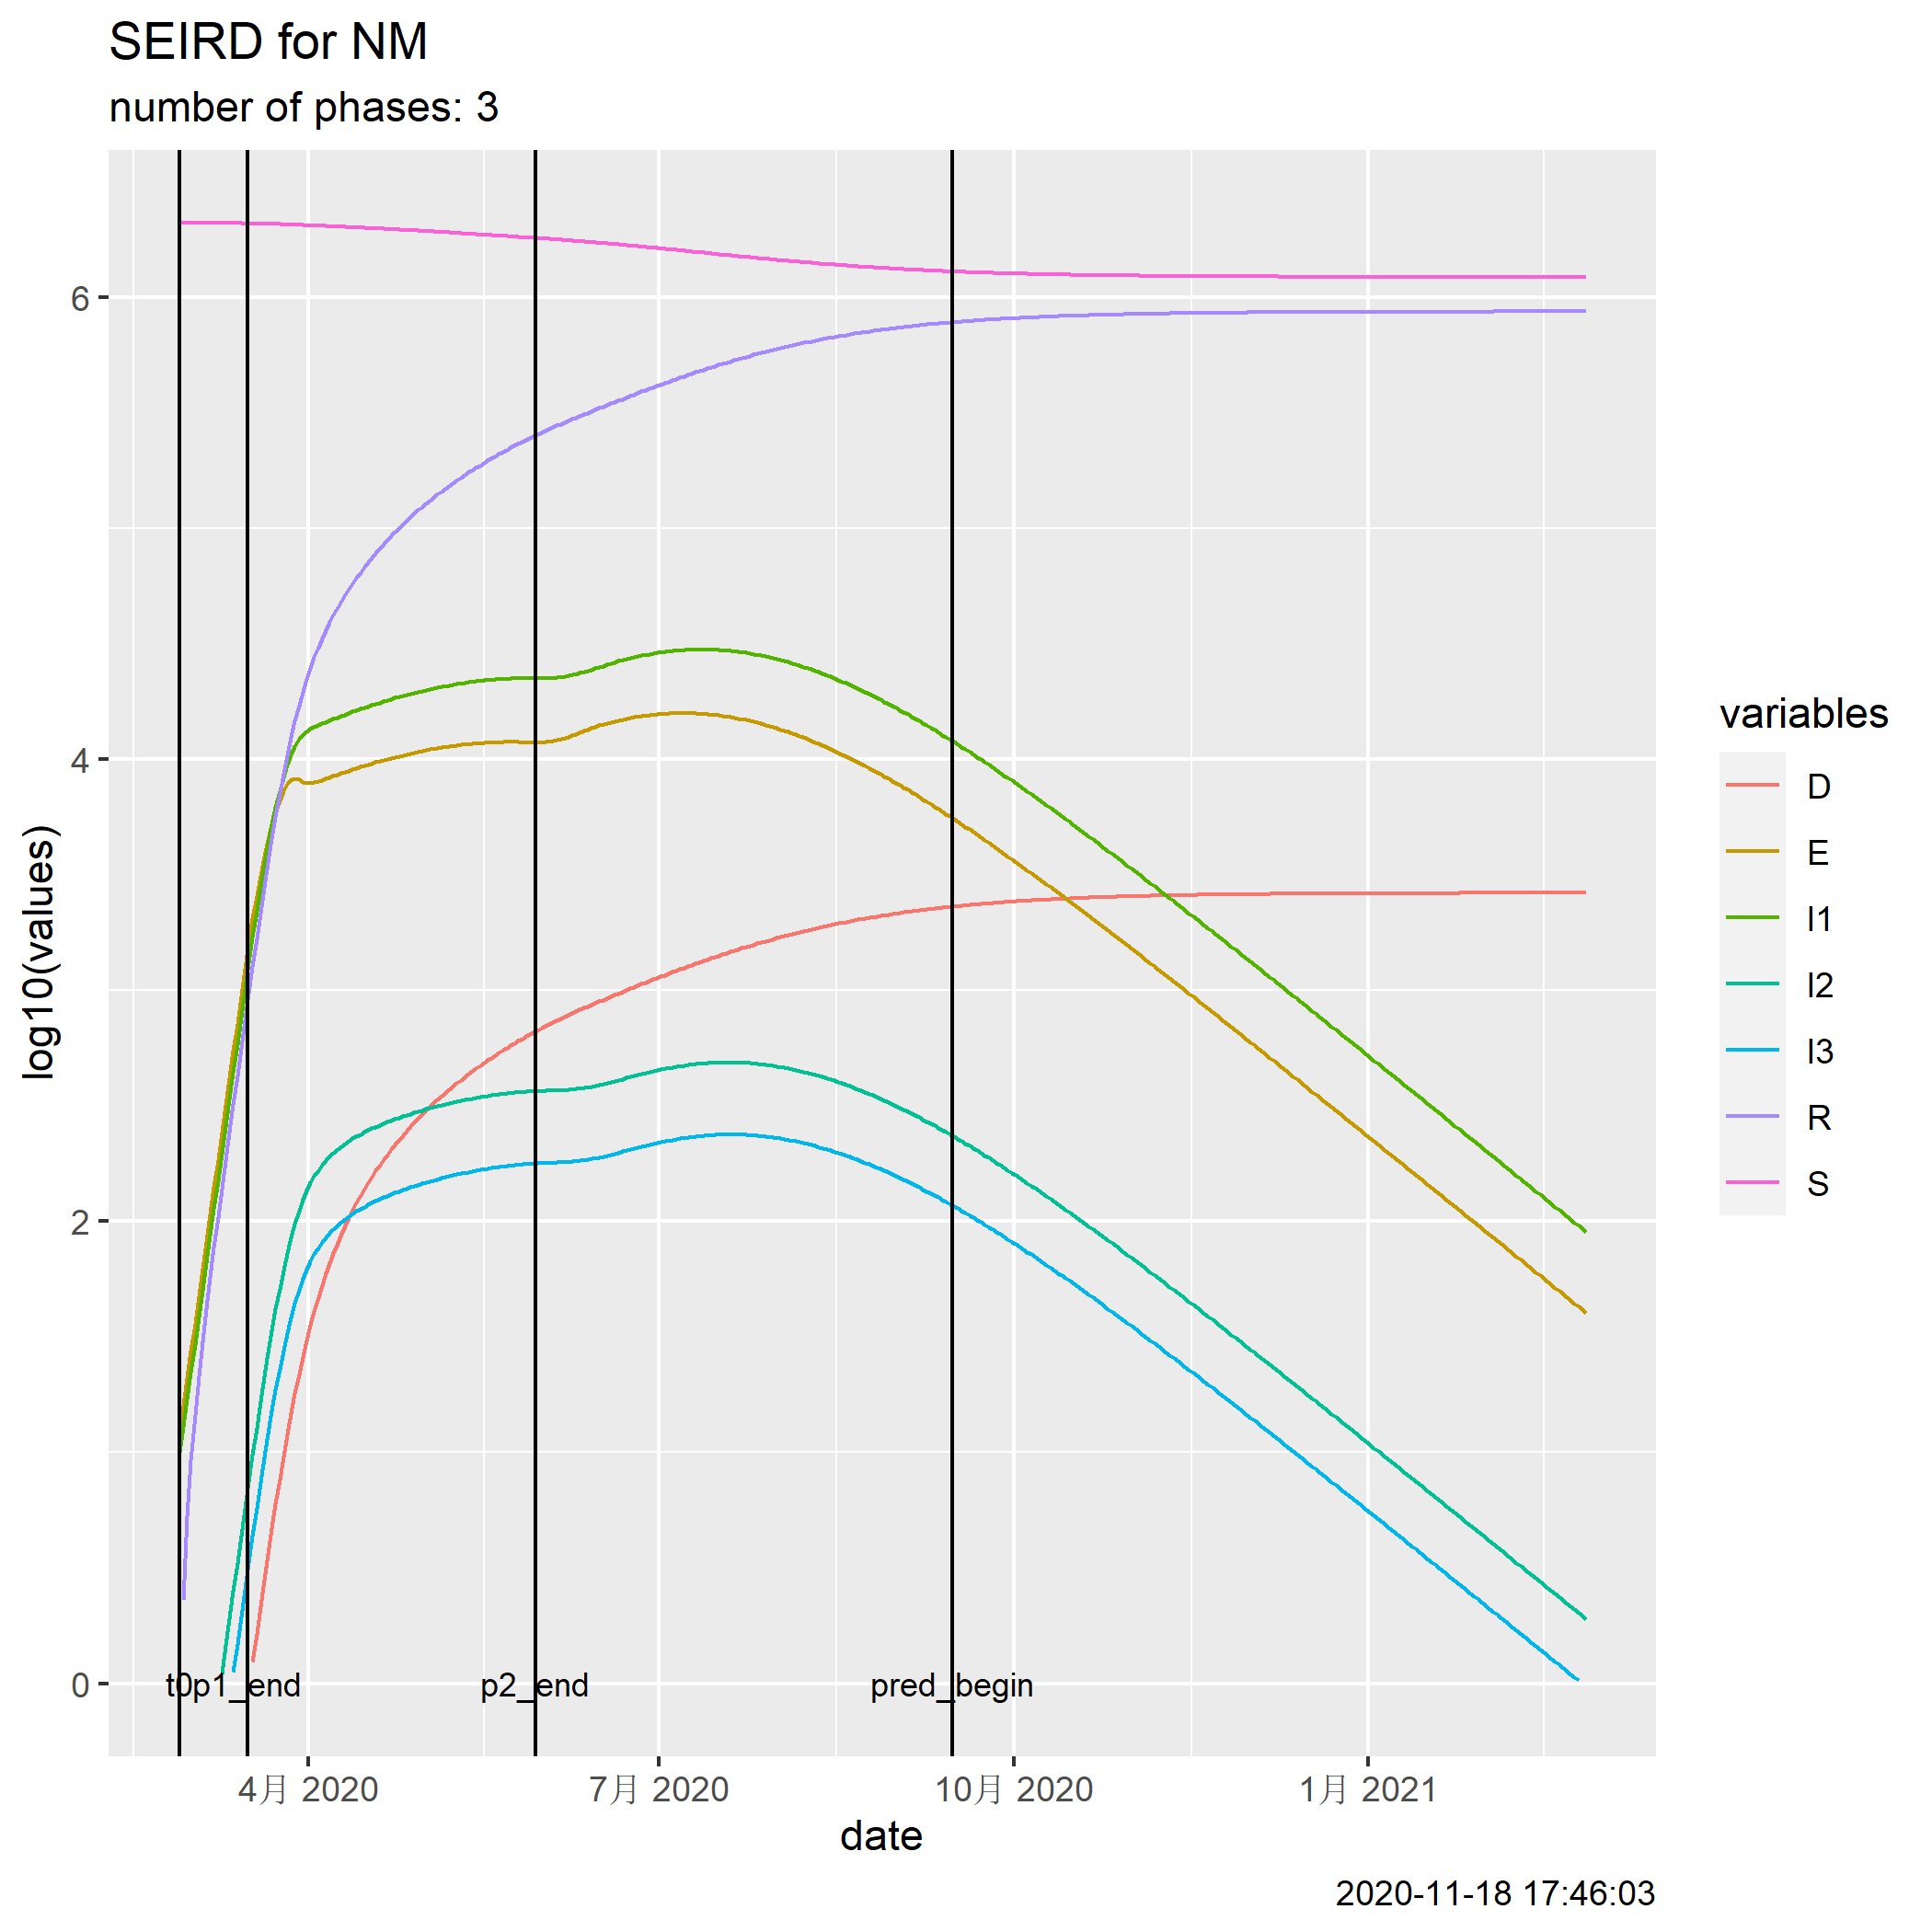 SEIRD for NM
number of phases: 3
log10(values)
6
4
2
0
t0p1_end
p2_end
pred_begin
4月 2020
7月 2020
10月 2020
1月 2021
date
variables
D
E
I1
I2
I3
R
S
2020-11-18 17:46:03